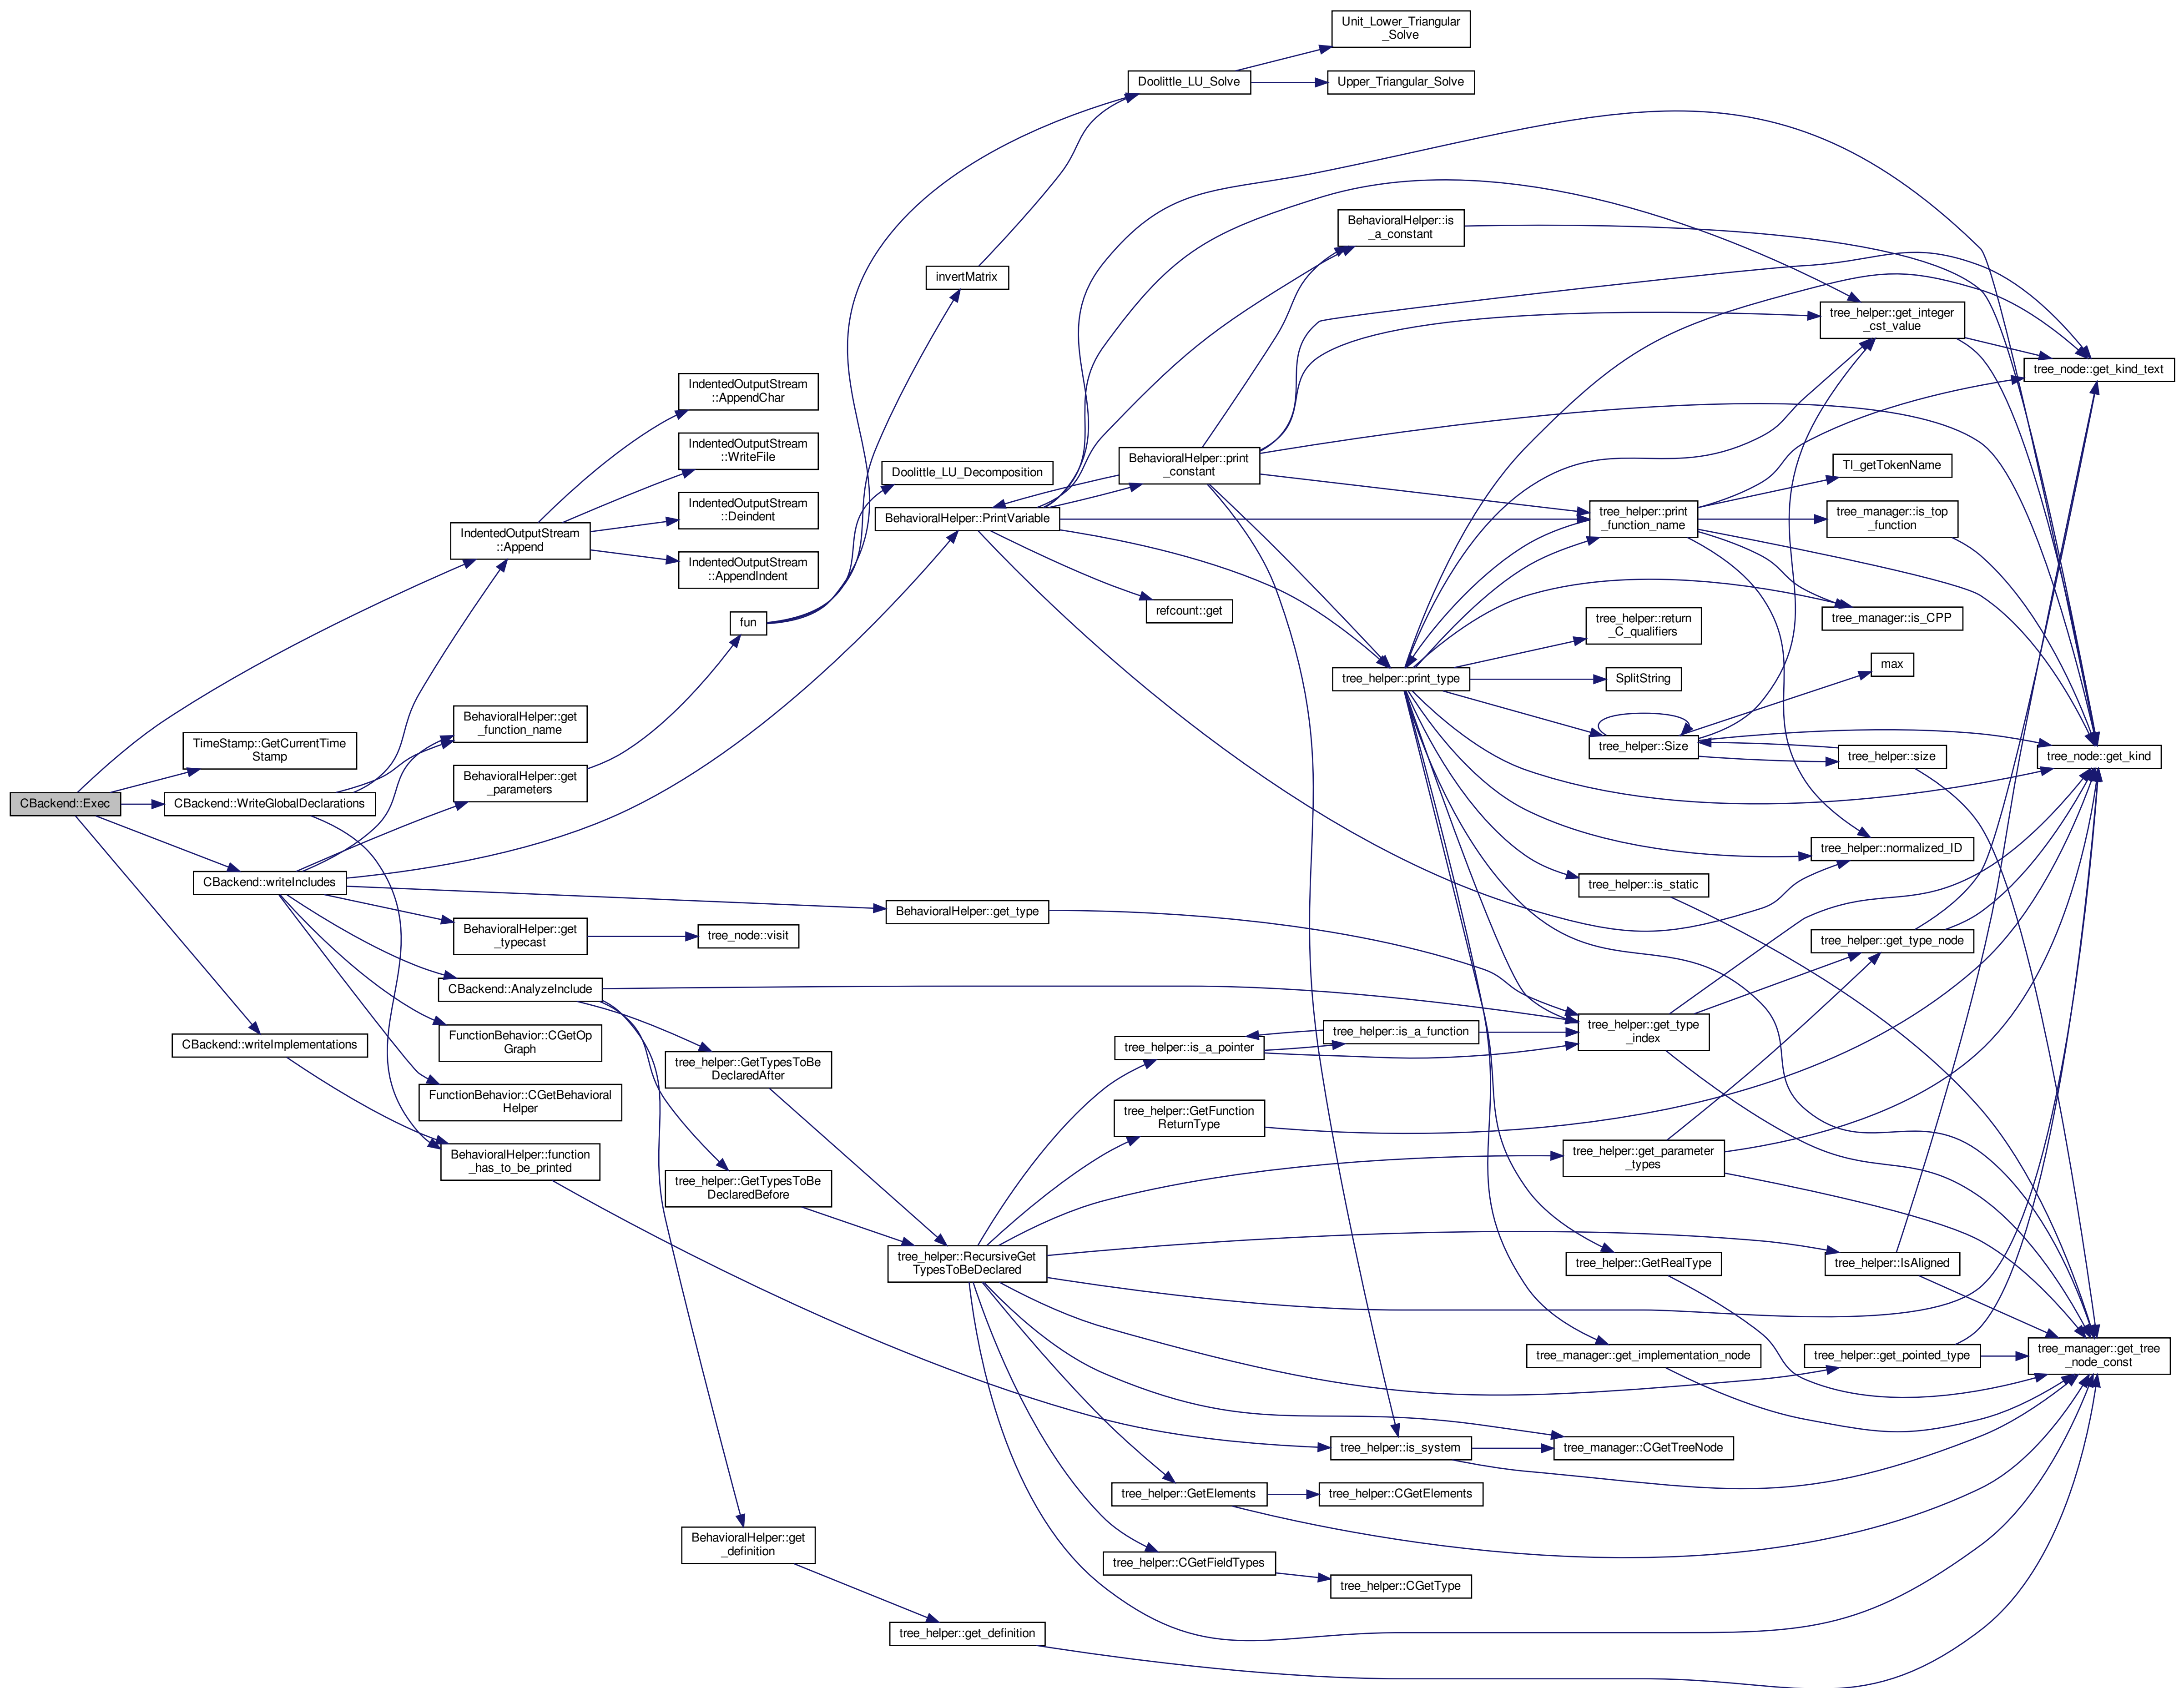 Unit_Lower_Triangular
_Solve
Doolittle_LU_Solve
Upper_Triangular_Solve
BehavioralHelper::is
_a_constant
invertMatrix
tree_helper::get_integer
_cst_value
tree_node::get_kind_text
IndentedOutputStream
::AppendChar
IndentedOutputStream
::WriteFile
Doolittle_LU_Decomposition
BehavioralHelper::print
_constant
TI_getTokenName
IndentedOutputStream
::Deindent
BehavioralHelper::PrintVariable
tree_helper::print
_function_name
tree_manager::is_top
_function
IndentedOutputStream
::Append
IndentedOutputStream
::AppendIndent
fun
refcount::get
tree_helper::return
_C_qualifiers
tree_manager::is_CPP
max
tree_helper::print_type
SplitString
BehavioralHelper::get
_function_name
TimeStamp::GetCurrentTime
Stamp
tree_helper::Size
tree_helper::size
tree_node::get_kind
BehavioralHelper::get
_parameters
CBackend::Exec
CBackend::WriteGlobalDeclarations
tree_helper::normalized_ID
CBackend::writeIncludes
tree_helper::is_static
BehavioralHelper::get_type
BehavioralHelper::get
_typecast
tree_node::visit
tree_helper::get_type_node
CBackend::AnalyzeInclude
CBackend::writeImplementations
FunctionBehavior::CGetOp
Graph
tree_helper::is_a_pointer
tree_helper::is_a_function
tree_helper::get_type
_index
tree_helper::GetTypesToBe
DeclaredAfter
FunctionBehavior::CGetBehavioral
Helper
tree_helper::GetFunction
ReturnType
BehavioralHelper::function
_has_to_be_printed
tree_helper::get_parameter
_types
tree_helper::GetTypesToBe
DeclaredBefore
tree_helper::RecursiveGet
TypesToBeDeclared
tree_helper::GetRealType
tree_helper::IsAligned
tree_manager::get_implementation_node
tree_helper::get_pointed_type
tree_manager::get_tree
_node_const
tree_helper::is_system
tree_manager::CGetTreeNode
tree_helper::GetElements
tree_helper::CGetElements
BehavioralHelper::get
_definition
tree_helper::CGetFieldTypes
tree_helper::CGetType
tree_helper::get_definition